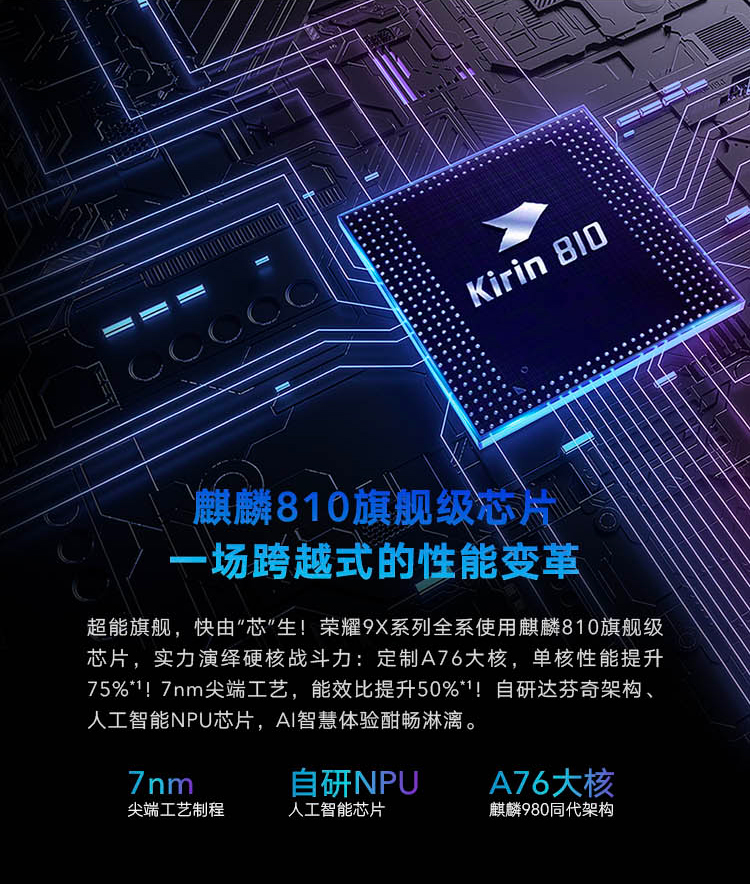 Kirin 810
麒麟810旗舰级芯片
一场跨越式的性能变革
超能旗舰，快由“芯”生！荣耀9X系列全系使用麒麟810旗舰级
芯片，实力演绎硬核战斗力：定制A76大核，单核性能提升
75%*1！7nm尖端工艺，能效比提升50%*1！自研达芬奇架构、
人工智能NPU芯片，AI智慧体验酣畅淋漓。
7nm 自研NPU A76大核
尖端工艺制程 人工智能芯片 麒麟980同代架构